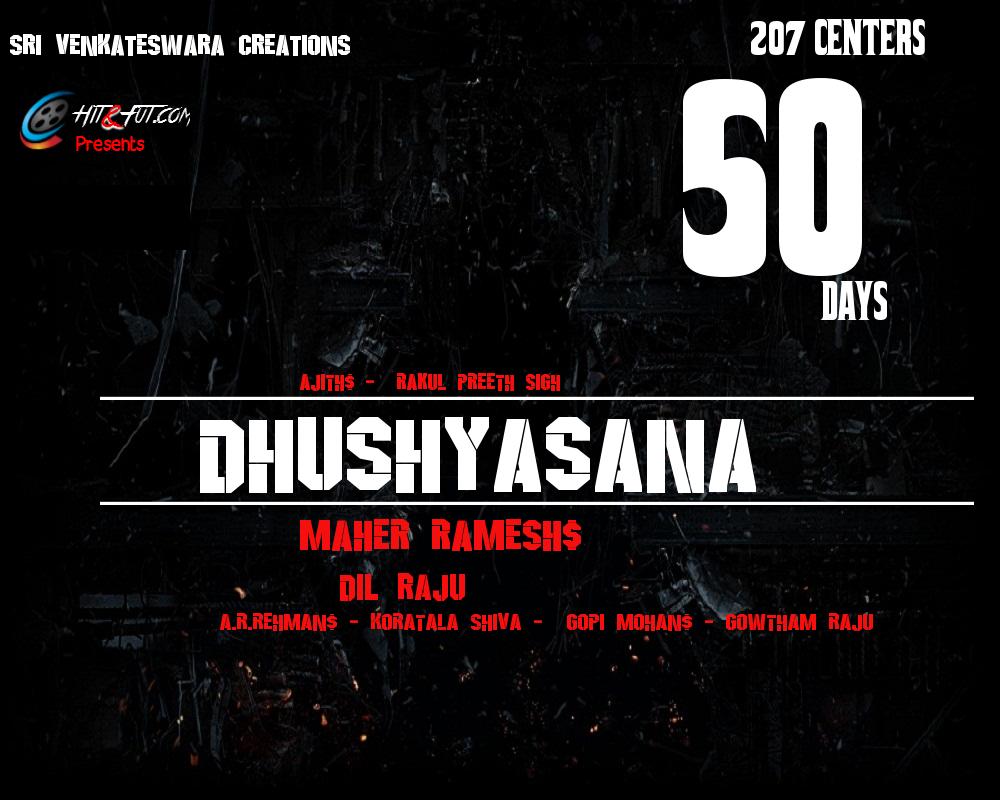 SRI VENKATESWARA CREATIONS
207 CENTERS
HIT&FUT.COM
Presents
50
DAYS
AJITH$ - RAKUL PREETH SIGH
DHUSHYASANA
MAHER RAMESH$
DIL RAJU
A.R.REHMAN$ - KORATALA SHIVA - GOPI MOHAN$ - GOWTHAM RAJU